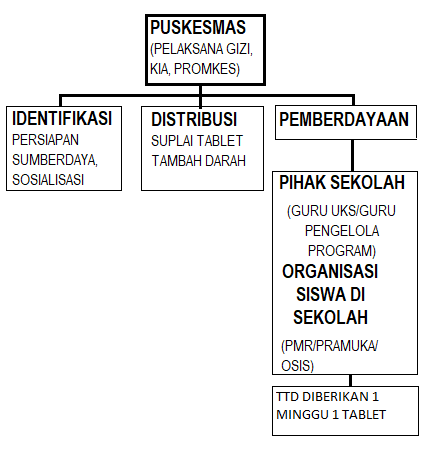 PUSKESMAS
(PELAKSANA GIZI,
KIA, PROMKES)
IDENTIFIKASI
PERSIAPAN
SUMBERDAYA,
SOSIALISASI
DISTRIBUSI
SUPLAI TABLET
TAMBAH DARAH
PEMBERDAYAAN
PIHAK SEKOLAH
(GURU UKS/GURU
PENGELOLA
PROGRAM)
ORGANISASI
SISWA DI
SEKOLAH
(PMR/PRAMUKA/
OSIS)
TTD DIBERIKAN 1
MINGGU 1 TABLET